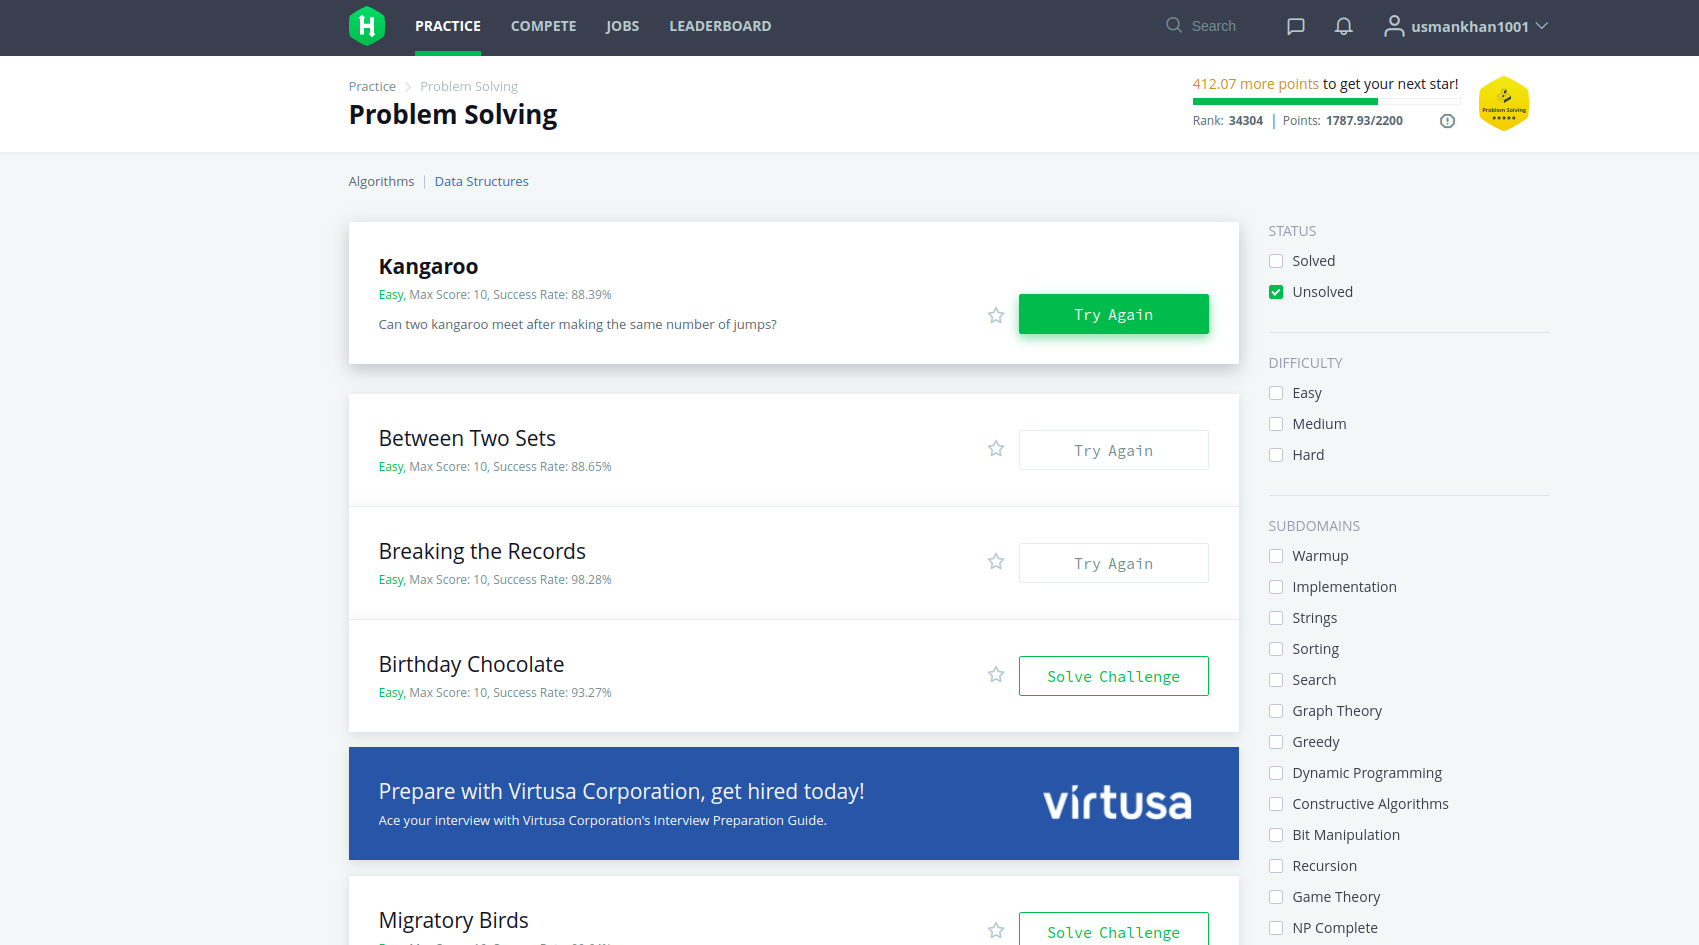 H PRACTICE COMPETE JOBS LEADERBOARD Search usmankhan1001
Practice Problem Solving
Problem Solving
412.07 more points to get your next star!
Rank: 34304 | Points: 1787.93/2200
Problem Solving
Algorithms | Data Structures
Kangaroo
Easy, Max Score: 10, Success Rate: 88.39%
Can two kangaroo meet after making the same number of jumps?
Try Again
Between Two Sets
Easy, Max Score: 10, Success Rate: 88.65%
Try Again
Breaking the Records
Easy, Max Score: 10, Success Rate: 98.28%
Try Again
Birthday Chocolate
Easy, Max Score: 10, Success Rate: 93.27%
Solve Challenge
Prepare with Virtusa Corporation, get hired today!
Ace your interview with Virtusa Corporation's Interview Preparation Guide.
virtusa
Migratory Birds
Solve Challenge
STATUS
Solved
Unsolved
DIFFICULTY
Easy
Medium
Hard
SUBDOMAINS
Warmup
Implementation
Strings
Sorting
Search
Graph Theory
Greedy
Dynamic Programming
Constructive Algorithms
Bit Manipulation
Recursion
Game Theory
NP Complete